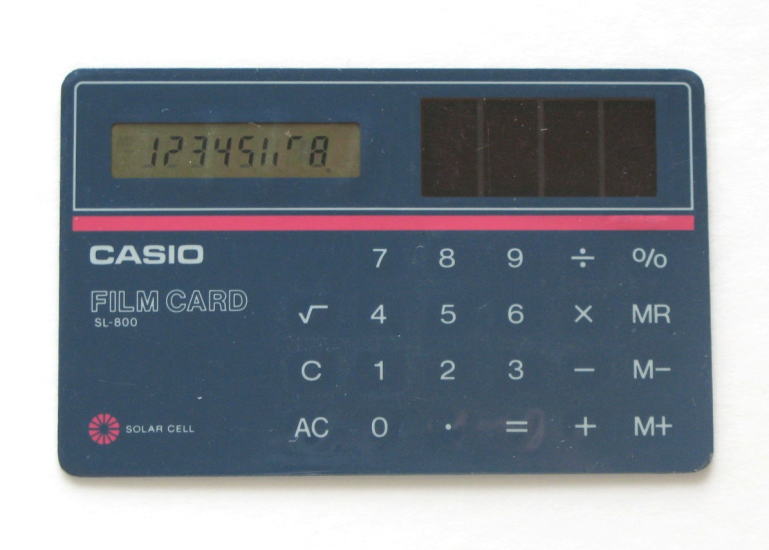 CASIO
7 8 9 ÷ %
FILM CARD
SL-800
√ 4 5 6 × MR
C 1 2 3 − M−
SOLAR CELL
AC 0 · = + M+